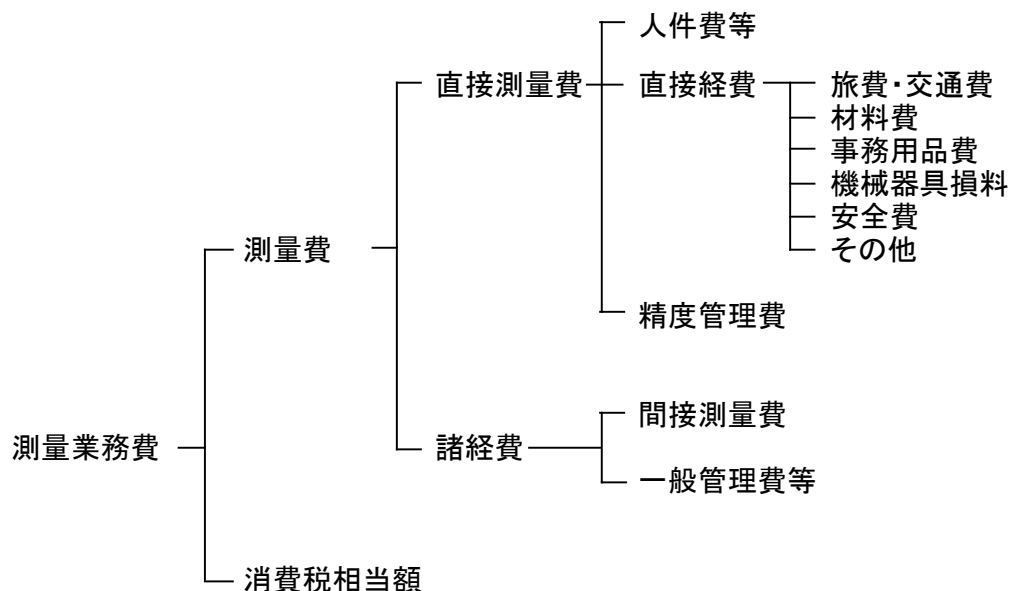 人件費等
直接測量費
直接経費
旅費・交通費
材料費
事務用品費
機械器具損料
安全費
その他
測量費
精度管理費
間接測量費
測量業務費
諸経費
一般管理費等
消費税相当額